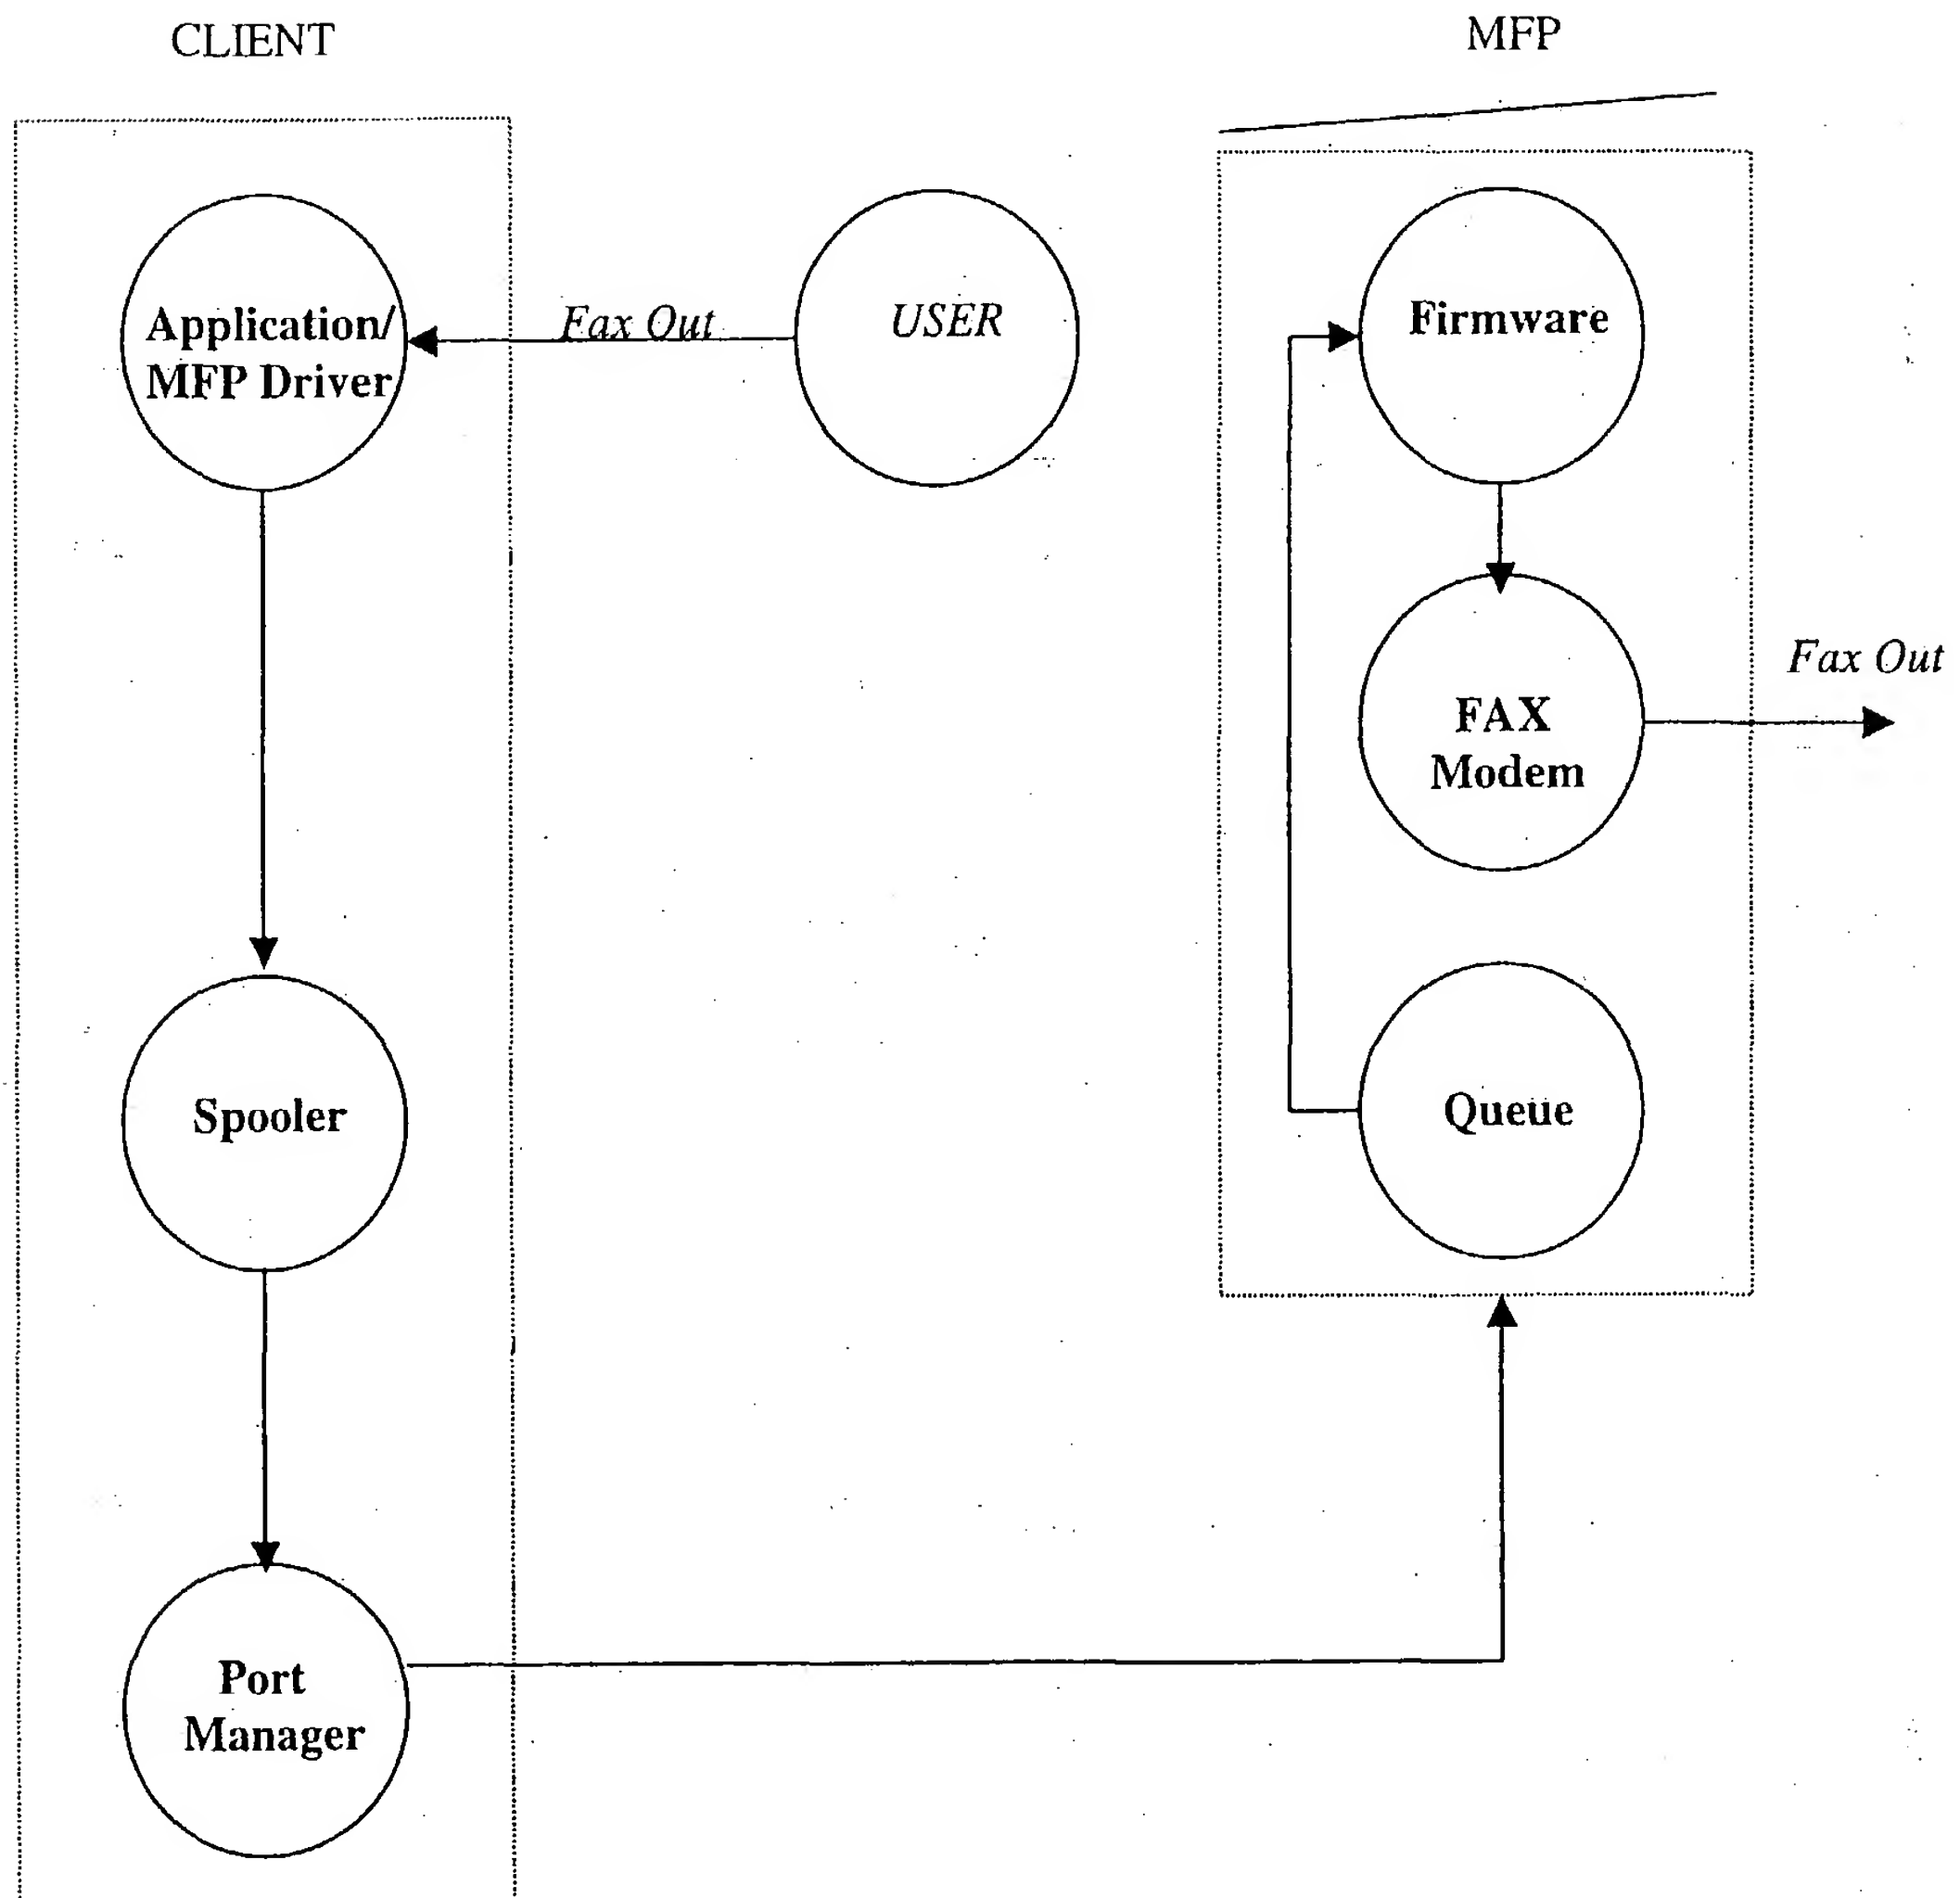 CLIENT
MFP
Application/
MFP Driver
Fax Out
USER
Firmware
FAX
Modem
Fax Out
Spooler
Queue
Port
Manager